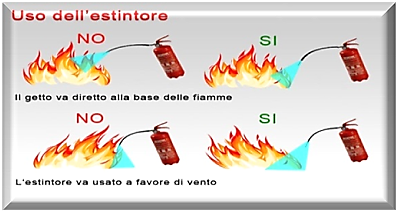 Uso dell'estintore
NO SI
Il getto va diretto alla base delle fiamme
NO SI
L'estintore va usato a favore di vento